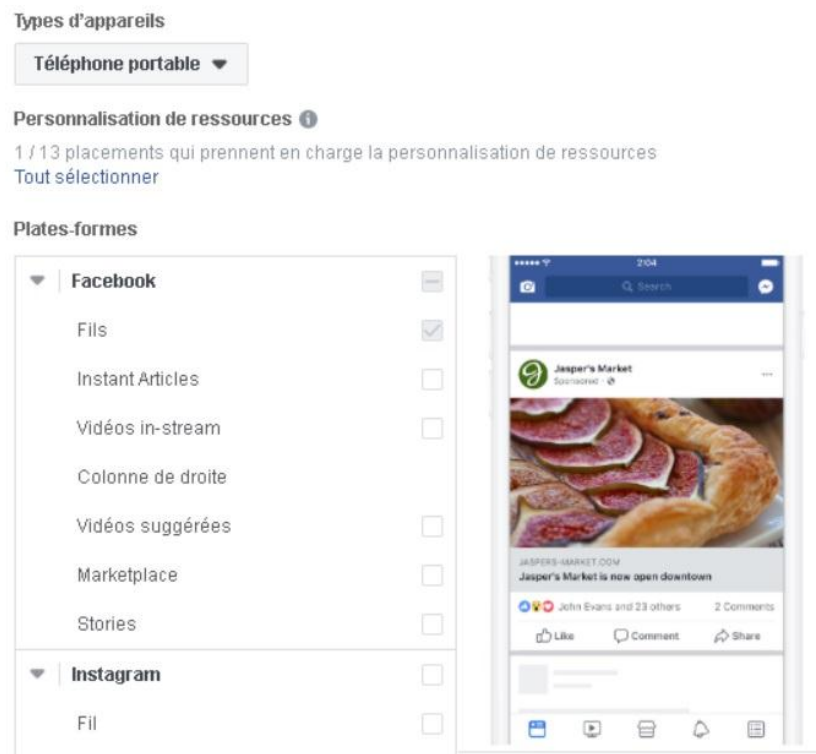 Types d'appareils
Téléphone portable
Personnalisation de ressources
1 / 13 placements qui prennent en charge la personnalisation de ressources
Tout sélectionner
Plates-formes
Facebook
Fils
Instant Articles
Vidéos in-stream
Colonne de droite
Vidéos suggérées
Marketplace
Stories
Instagram
Fil
2:04
Search
Jasper's Market
Sponsored
JASPERS-MARKET.COM
Jasper's Market is now open downtown
John Evans and 23 others 2 Comments
Like Comment Share